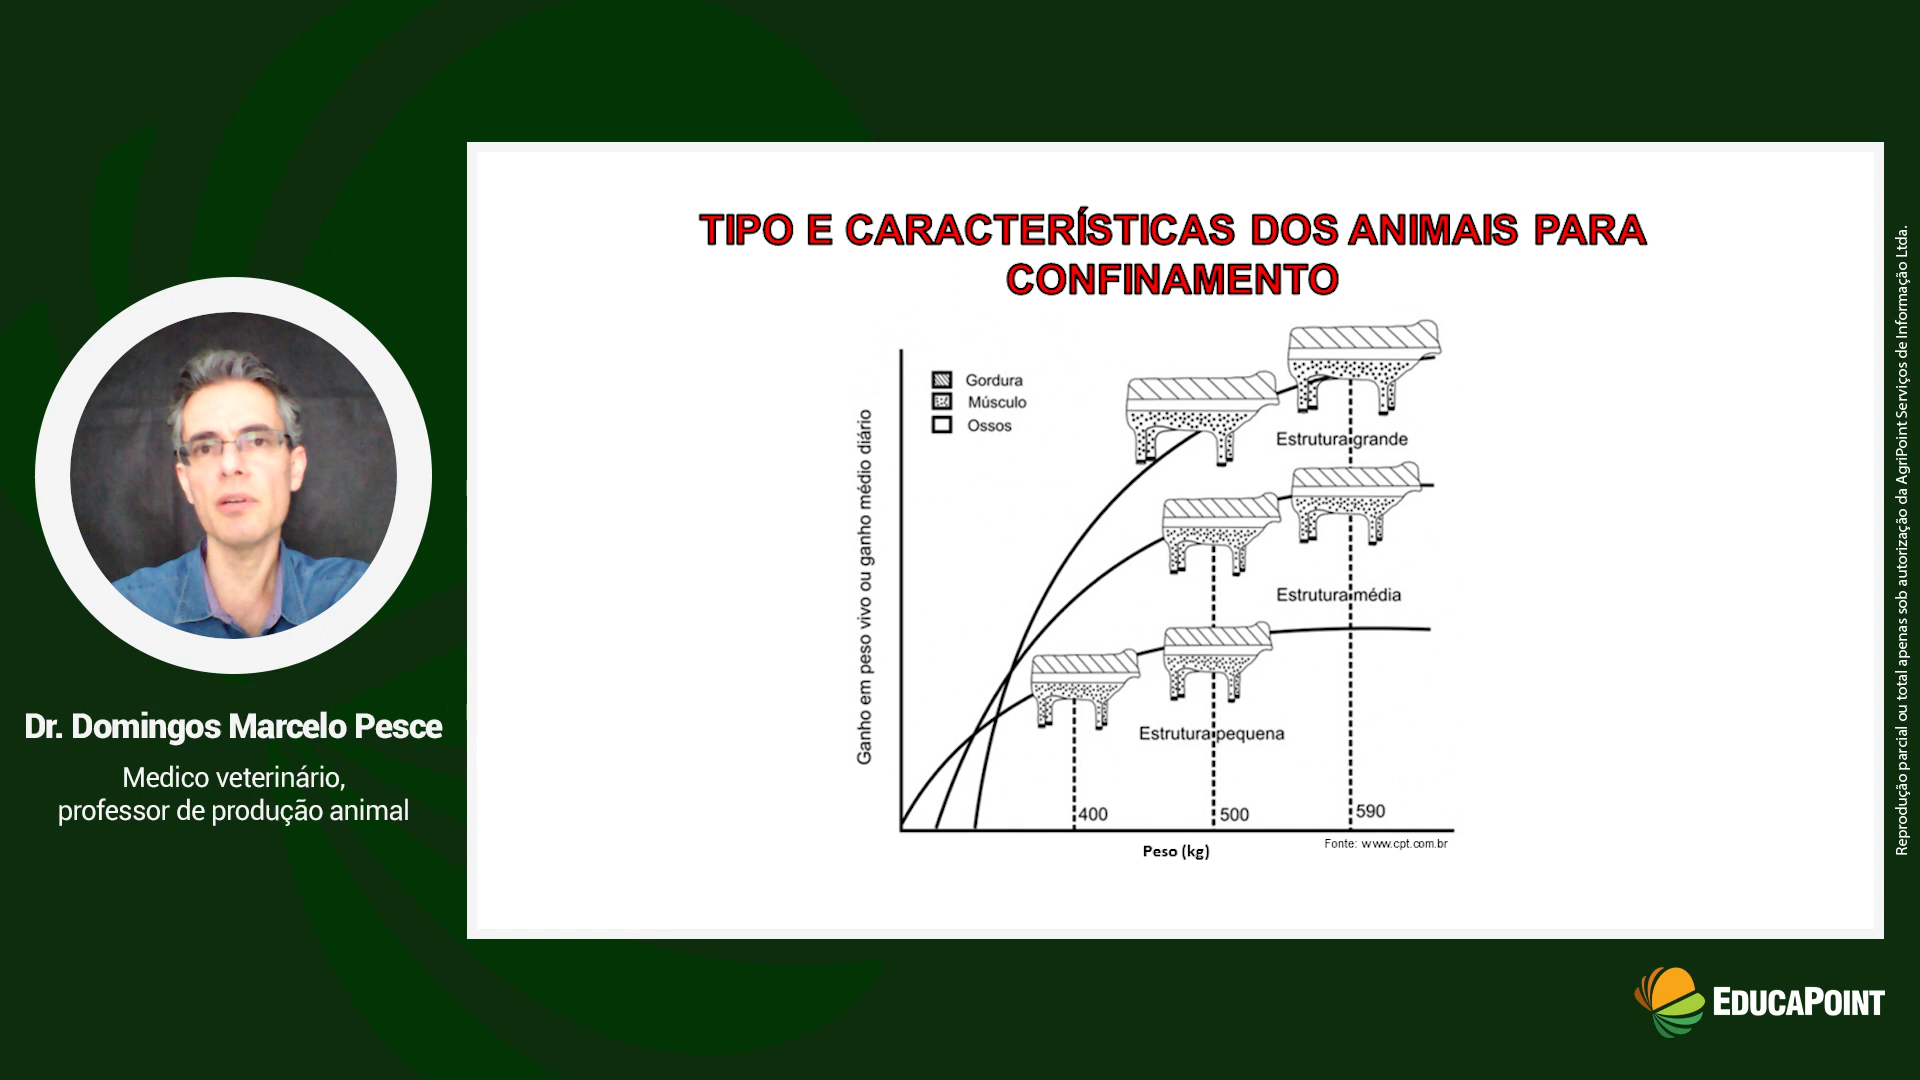 TIPO E CARACTERÍSTICAS DOS ANIMAIS PARA
CONFINAMENTO
Gordura
Músculo
Ossos
Ganho em peso vivo ou ganho médio diário
Estrutura grande
Estrutura média
Estrutura pequena
400
500
590
Peso (kg)
Fonte: www.cpt.com.br
Dr. Domingos Marcelo Pesce
Medico veterinário,
professor de produção animal
EDUCAPOINT
Reprodução parcial ou total apenas sob autorização da AgriPoint Serviços de Informação Ltda.